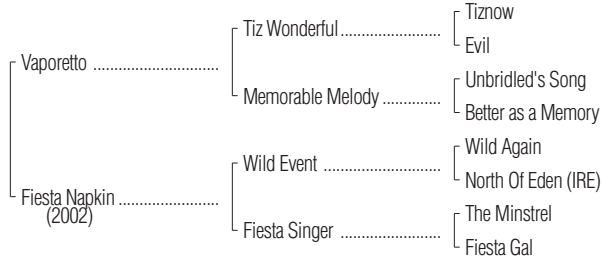 Tiznow
Tiz Wonderful
Evil
Vaporetto
Unbridled's Song
Memorable Melody
Better as a Memory
Wild Again
Wild Event
North Of Eden (IRE)
Fiesta Napkin
(2002)
The Minstrel
Fiesta Singer
Fiesta Gal